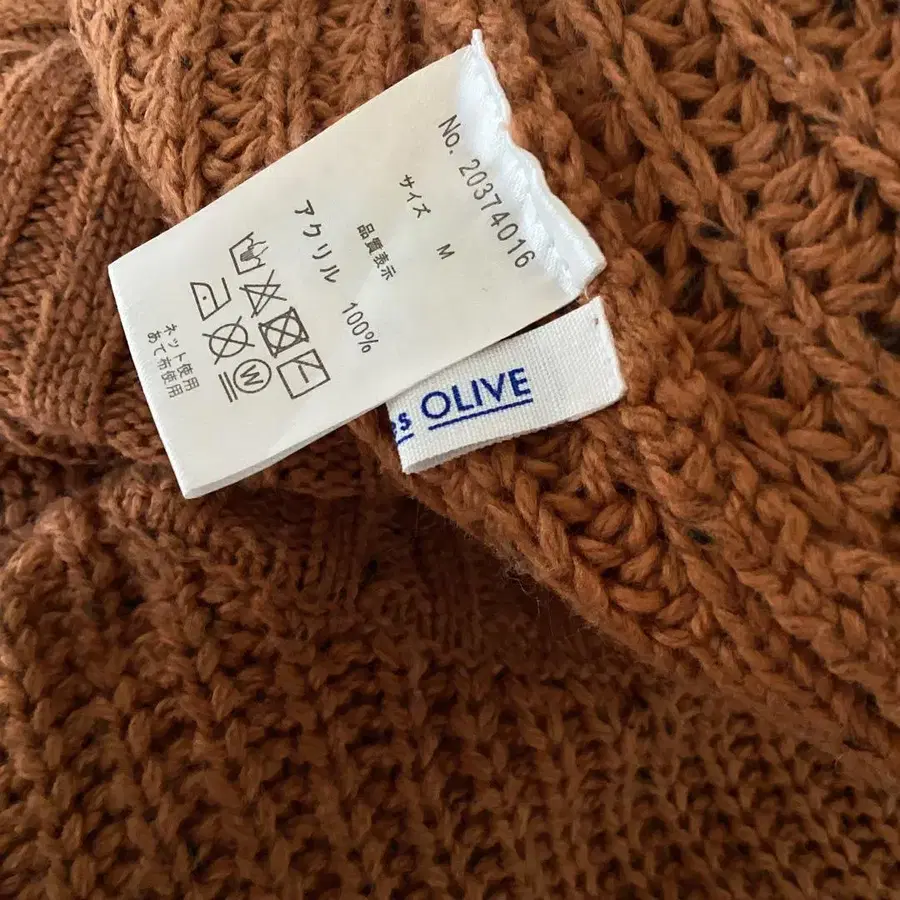 No. 20374016
サイズ M
品質表示
アクリル 100%
W
ネット使用
あて布使用
es OLIVE